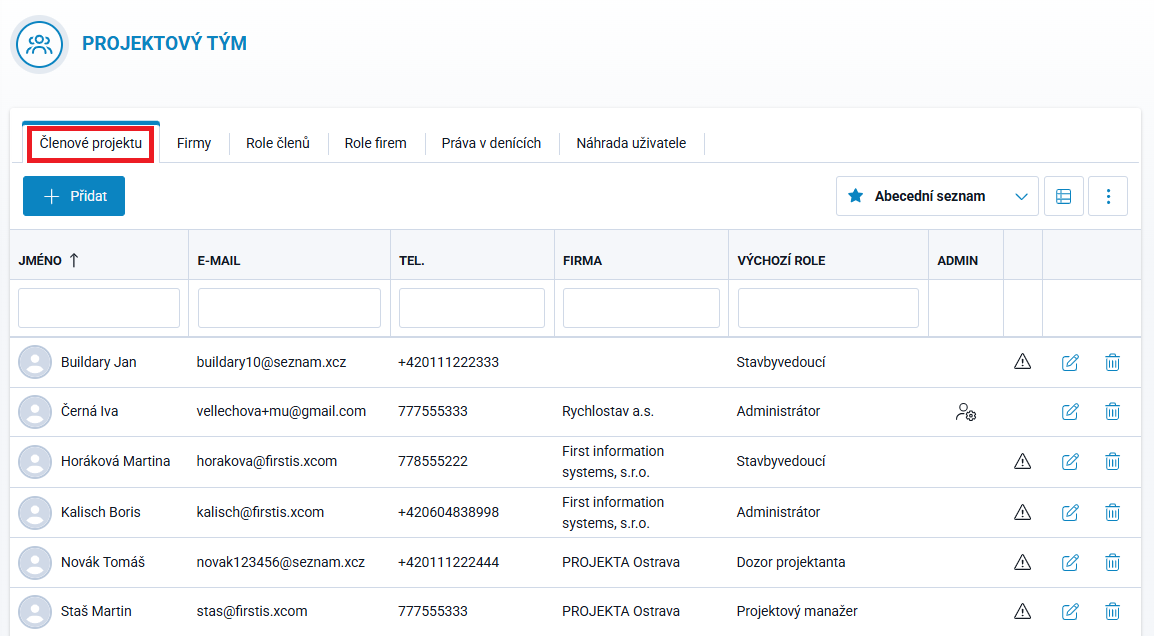 PROJEKTOVÝ TÝM
Členové projektu Firmy Role členů Role firem Práva v denících Náhrada uživatele
Přidat Abecední seznam
JMÉNO E-MAIL TEL. FIRMA VÝCHOZÍ ROLE ADMIN
Buildary Jan buildary10@seznam.xcz +420111222333 Stavbyvedoucí
Černá Iva vellechova+mu@gmail.com 777555333 Rychlostav a.s. Administrátor
Horáková Martina horakova@firstis.xcom 778555222 First information systems, s.r.o. Stavbyvedoucí
Kalisch Boris kalisch@firstis.xcom +420604838998 First information systems, s.r.o. Administrátor
Novák Tomáš novak123456@seznam.xcz +420111222444 PROJEKTA Ostrava Dozor projektanta
Staš Martin stas@firstis.xcom 777555333 PROJEKTA Ostrava Projektový manažer